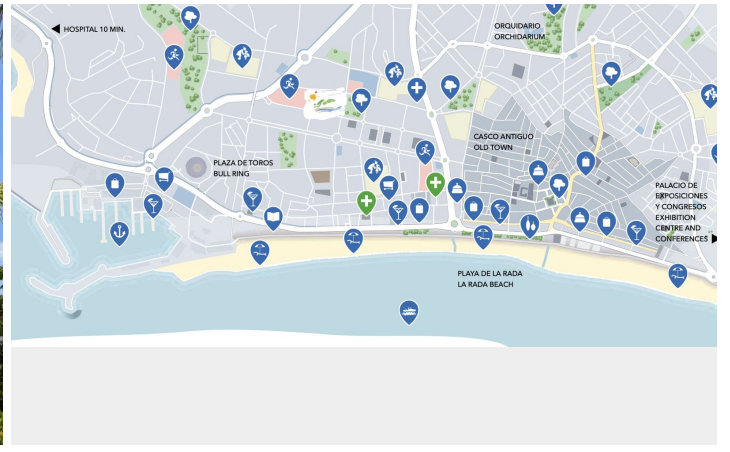 HOSPITAL 10 MIN.
ORQUIDARIO
ORCHIDARIUM
CASCO ANTIGUO
OLD TOWN
PLAZA DE TOROS
BULL RING
PALACIO DE
EXPOSICIONES
Y CONGRESOS
EXHIBITION
CENTRE AND
CONFERENCES
PLAYA DE LA RADA
LA RADA BEACH